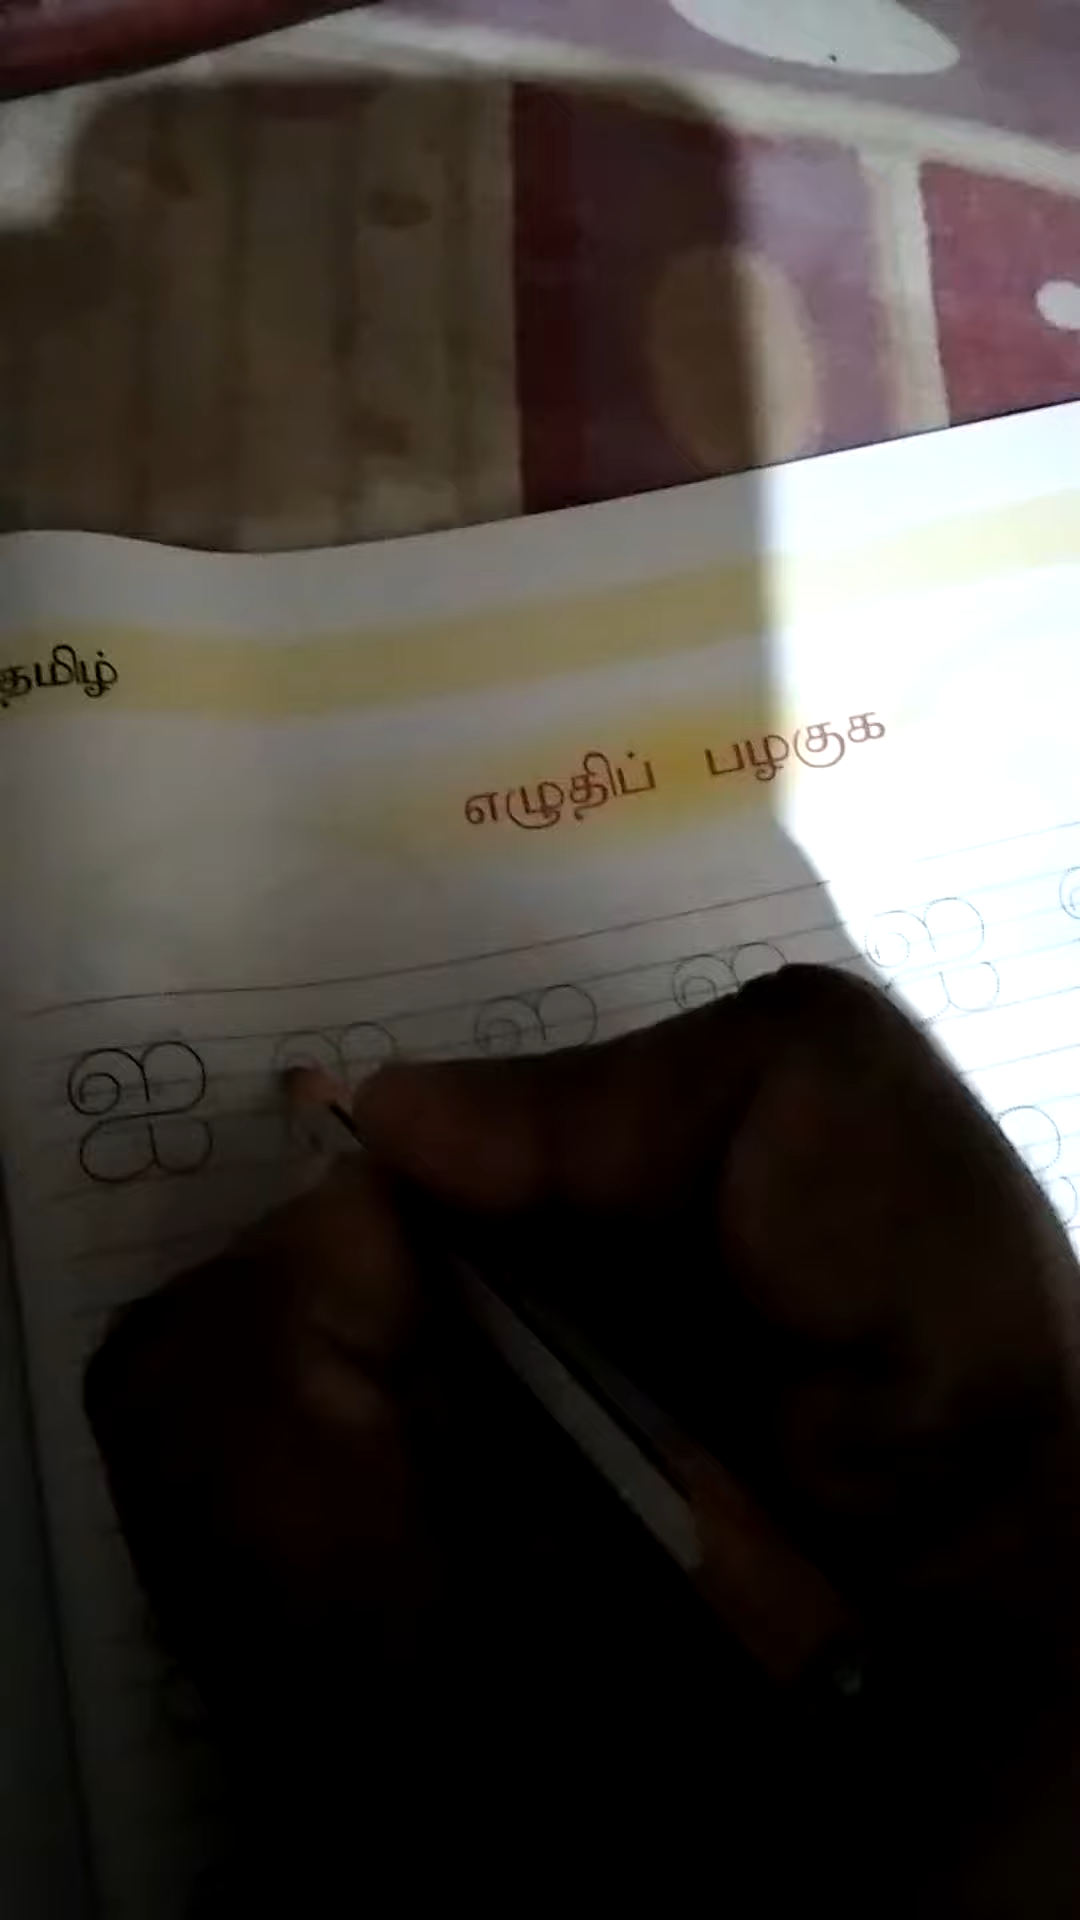 தமிழ்
எழுதிப் பழகுக
ஐ ஐ ஐ ஐ ஐ